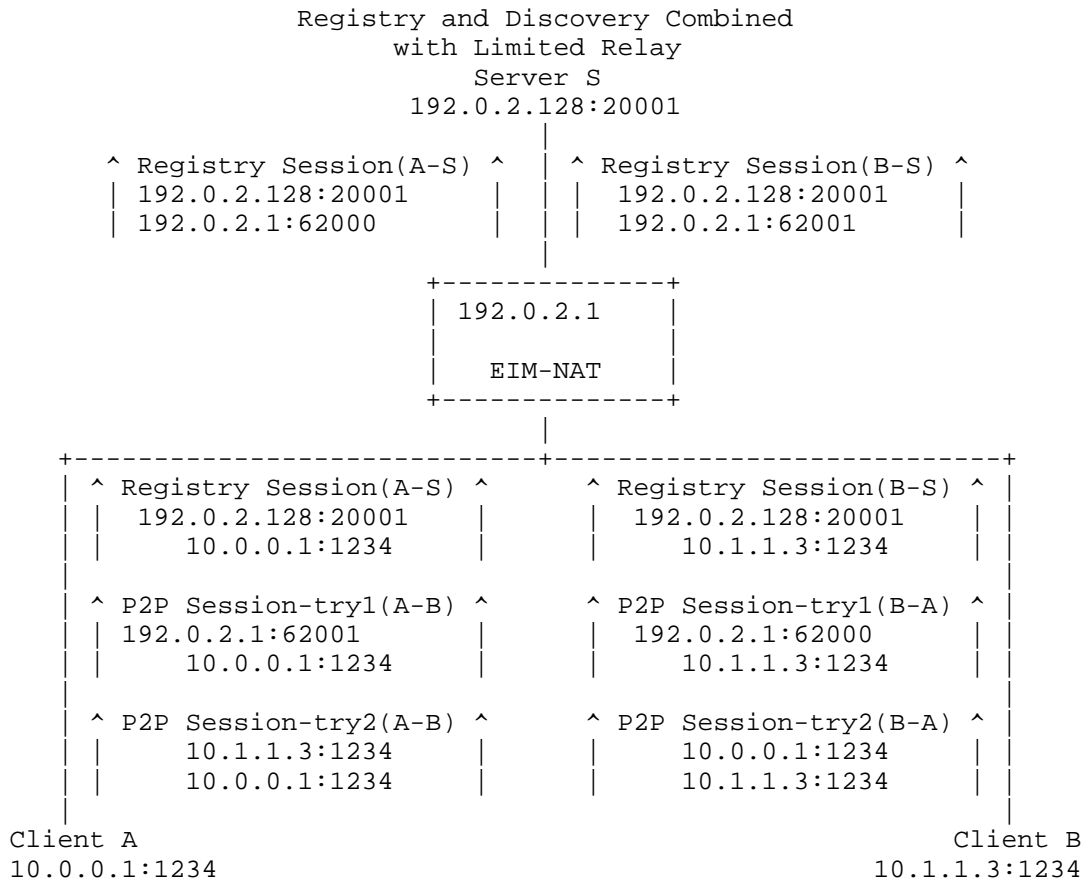 Registry and Discovery Combined
with Limited Relay
Server S
192.0.2.128:20001
^ Registry Session(A-S) ^ ^ Registry Session(B-S) ^
192.0.2.128:20001 192.0.2.128:20001
192.0.2.1:62000 192.0.2.1:62001
192.0.2.1
EIM-NAT
^ Registry Session(A-S) ^ ^ Registry Session(B-S) ^
192.0.2.128:20001 192.0.2.128:20001
10.0.0.1:1234 10.1.1.3:1234
^ P2P Session-try1(A-B) ^ ^ P2P Session-try1(B-A) ^
192.0.2.1:62001 192.0.2.1:62000
10.0.0.1:1234 10.1.1.3:1234
^ P2P Session-try2(A-B) ^ ^ P2P Session-try2(B-A) ^
10.1.1.3:1234 10.0.0.1:1234
10.0.0.1:1234 10.1.1.3:1234
Client A Client B
10.0.0.1:1234 10.1.1.3:1234